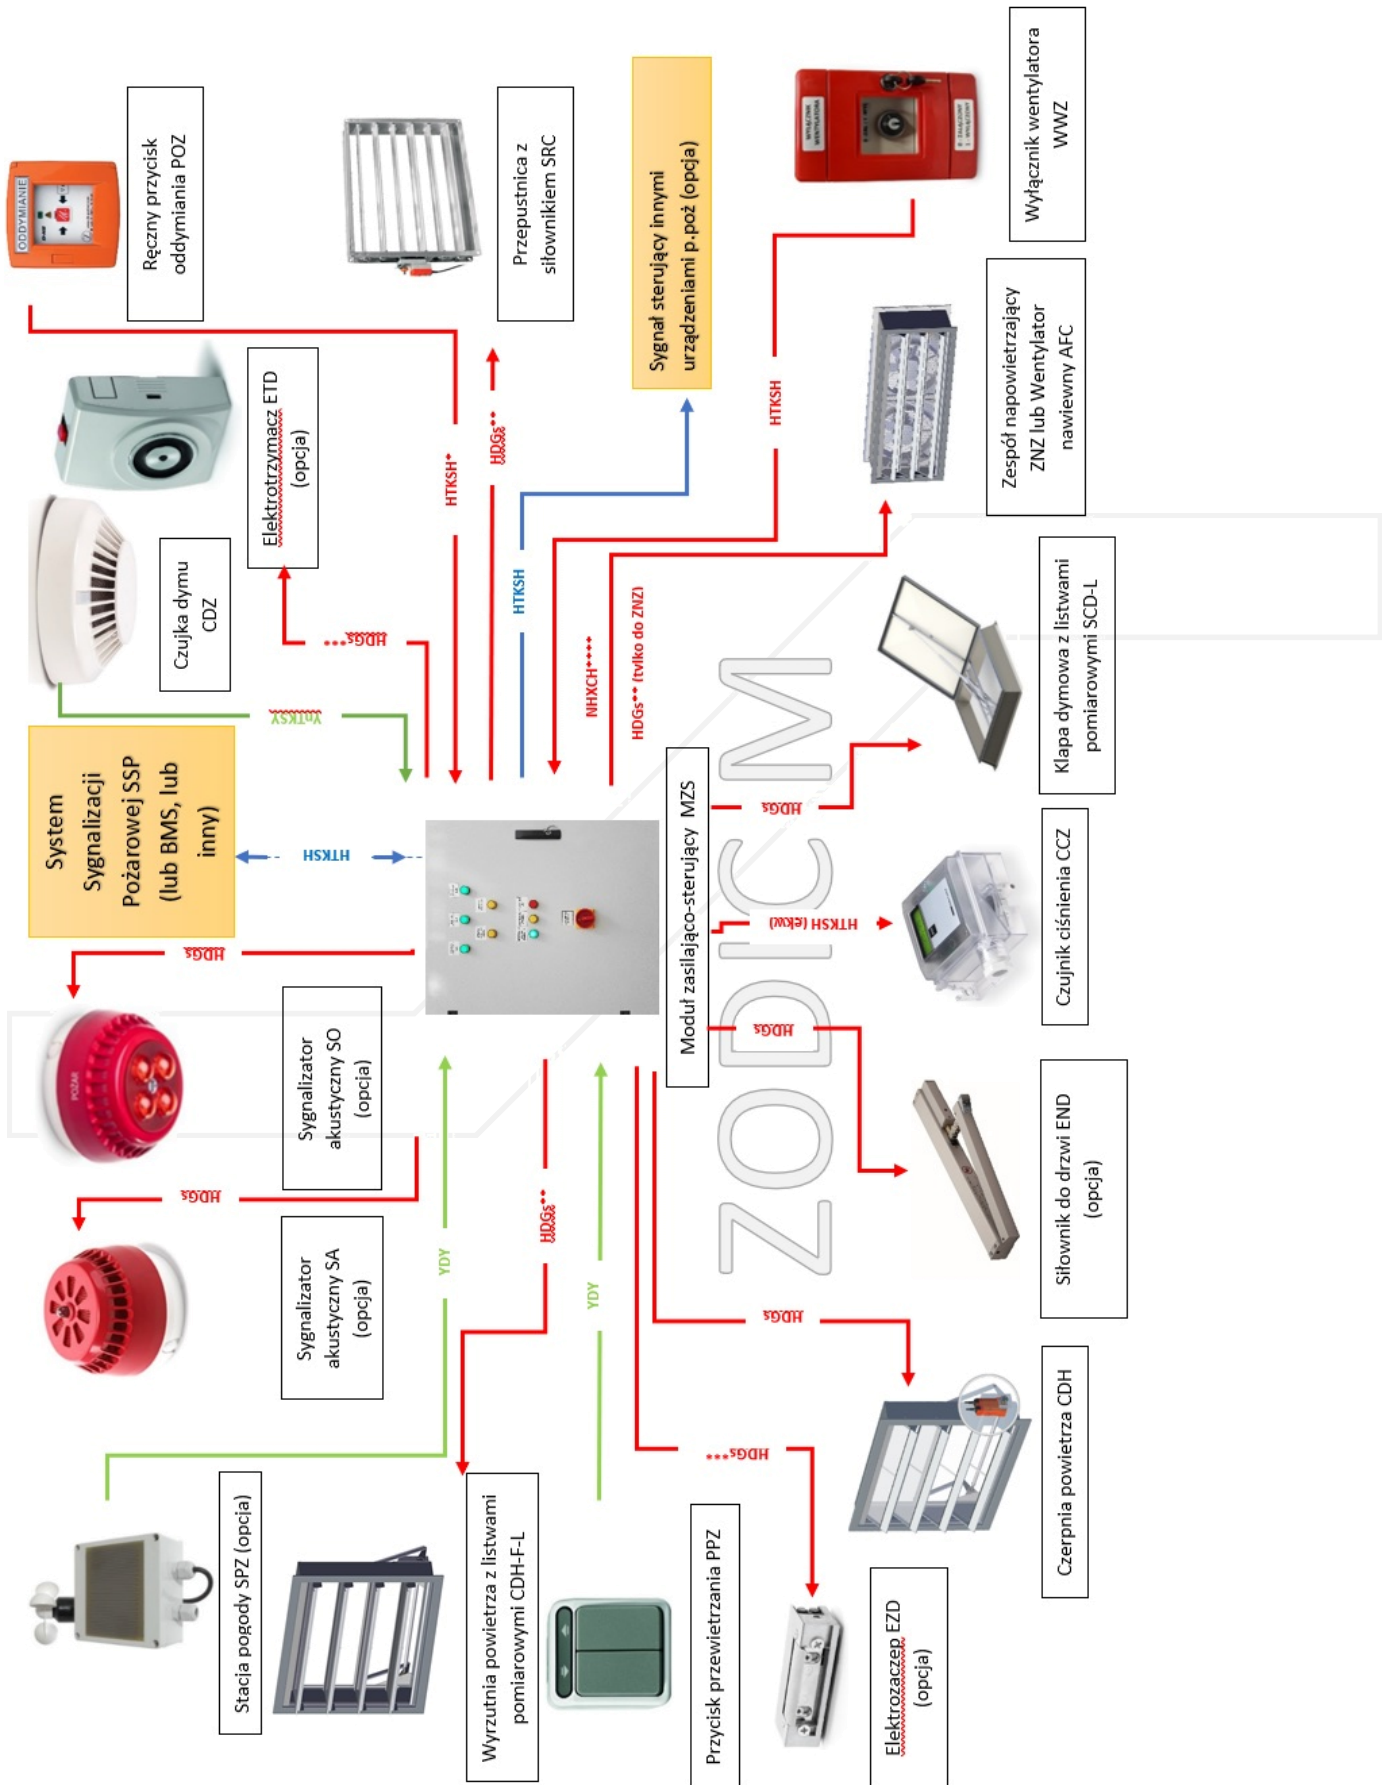 Stacja pogody SPZ (opcja)
Wyrzutnia powietrza z listwami
pomiarowymi CDH-F-L
Przycisk przewietrzania PPZ
Elektrozaczep EZD
(opcja)
Czerpnia powietrza CDH
Sygnalizator
akustyczny SA
(opcja)
Sygnalizator
akustyczny SO
(opcja)
POŻAR
Siłownik do drzwi END
(opcja)
Czujnik ciśnienia CCZ
Klapa dymowa z listwami
pomiarowymi SCD-L
Moduł zasilająco-sterujący MZS
System
Sygnalizacji
Pożarowej SSP
(lub BMS, lub
inny)
Czujka dymu
CDZ
Elektrotrzymacz ETD
(opcja)
Ręczny przycisk
oddymiania POZ
ODDYMIANIE
Przepustnica z
siłownikiem SRC
Sygnał sterujący innymi
urządzeniami p.poż (opcja)
Zespół napowietrzający
ZNZ lub Wentylator
nawiewny AFC
Wyłącznik wentylatora
WWZ
WYŁĄCZNIK
WENTYLATORA
YDY
YDY
HDGs
HDGs
HDGs**
HDGs***
HDGs
HDGs
HTKSH (ekw)
HDGs
HTKSH
YnTKSY
HDGs***
HTKSH*
HDGs**
HTKSH
HTKSH
NHXCH****
HDGs** (tylko do ZNZ)
ZODIC M